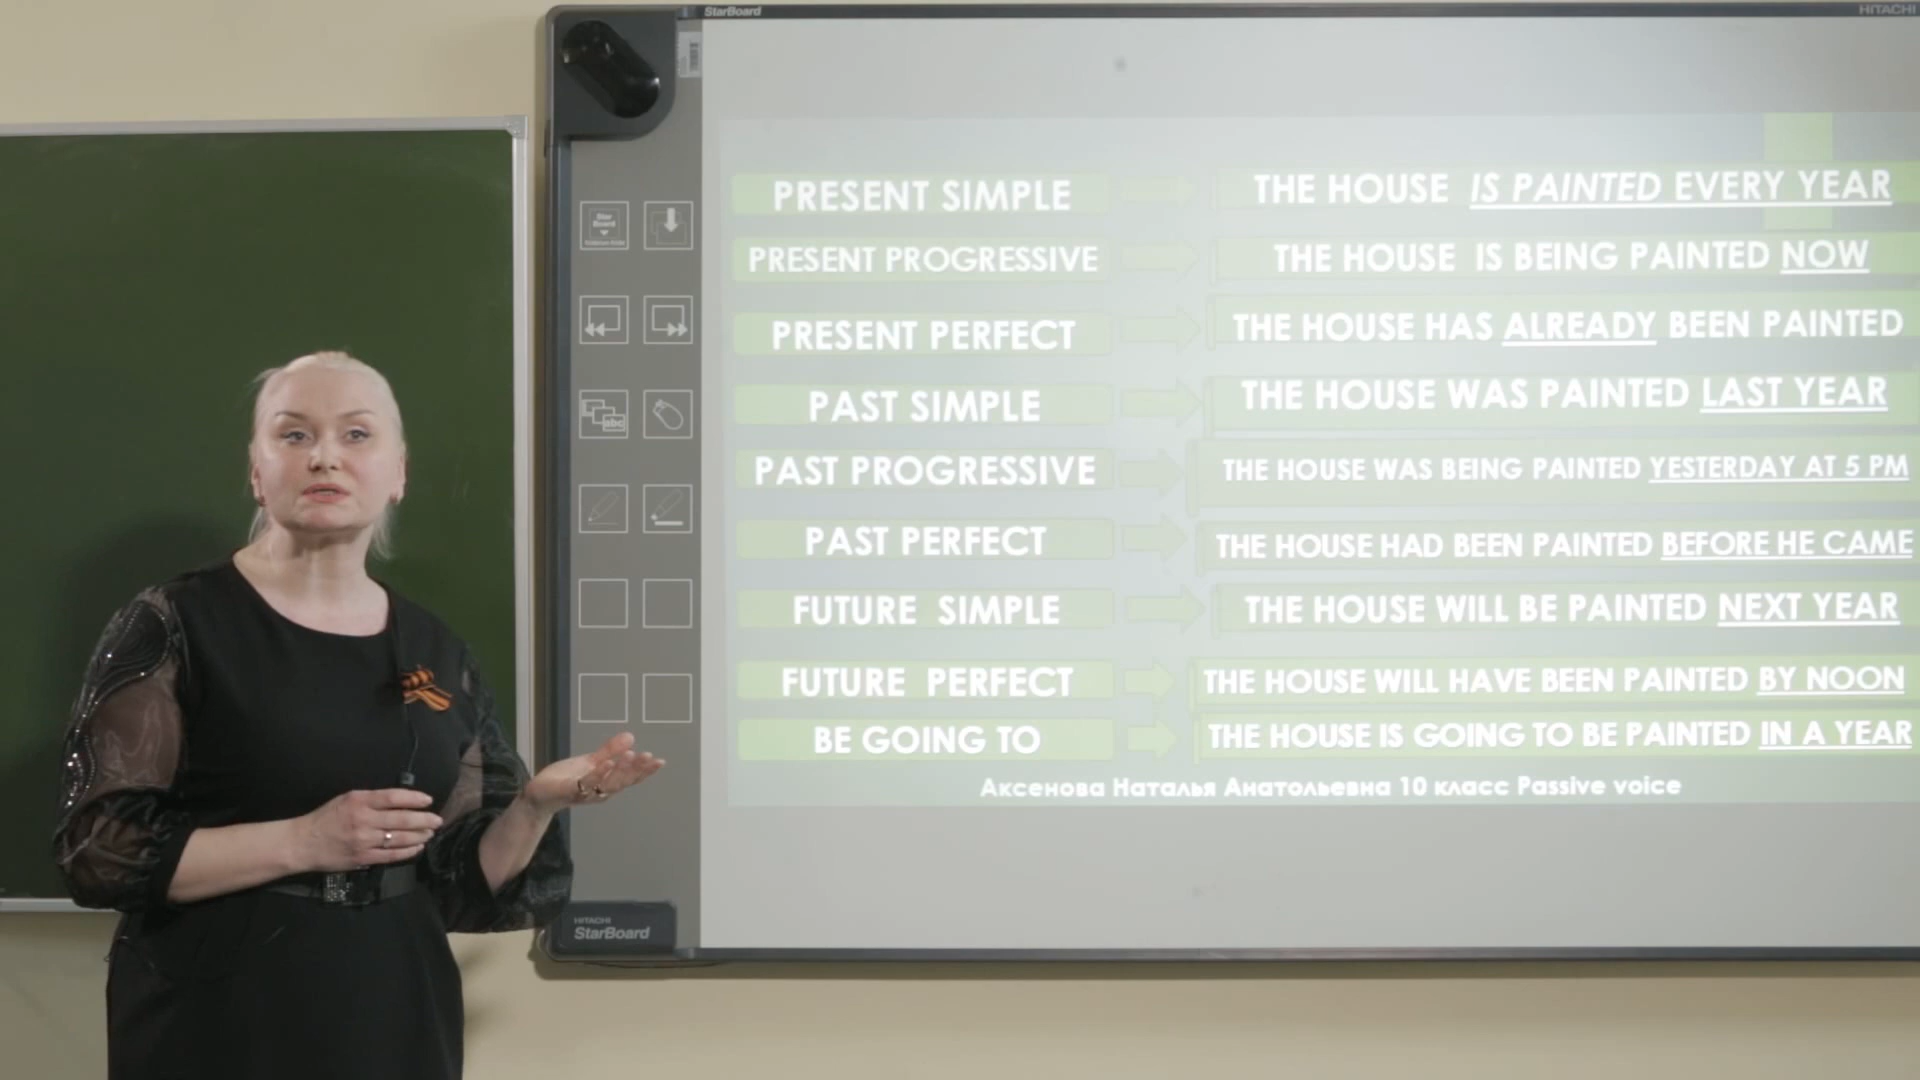 StarBoard
HITACHI
Star Board
PRESENT SIMPLE
THE HOUSE IS PAINTED EVERY YEAR
PRESENT PROGRESSIVE
THE HOUSE IS BEING PAINTED NOW
PRESENT PERFECT
THE HOUSE HAS ALREADY BEEN PAINTED
PAST SIMPLE
THE HOUSE WAS PAINTED LAST YEAR
abc
PAST PROGRESSIVE
THE HOUSE WAS BEING PAINTED YESTERDAY AT 5 PM
PAST PERFECT
THE HOUSE HAD BEEN PAINTED BEFORE HE CAME
FUTURE SIMPLE
THE HOUSE WILL BE PAINTED NEXT YEAR
FUTURE PERFECT
THE HOUSE WILL HAVE BEEN PAINTED BY NOON
BE GOING TO
THE HOUSE IS GOING TO BE PAINTED IN A YEAR
Аксенова Наталья Анатольевна 10 класс Passive voice
HITACHI
StarBoard